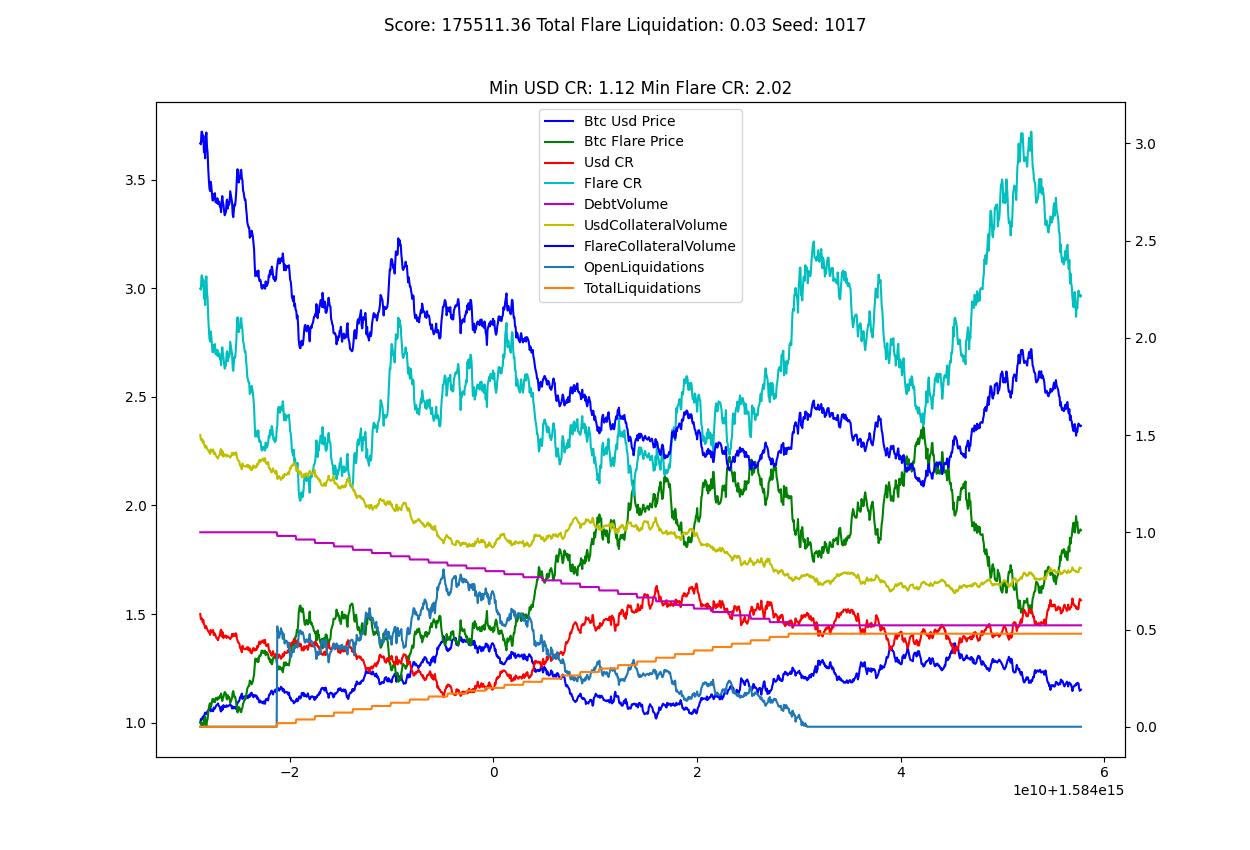 Score: 175511.36 Total Flare Liquidation: 0.03 Seed: 1017
Min USD CR: 1.12 Min Flare CR: 2.02
Btc Usd Price
Btc Flare Price
Usd CR
Flare CR
DebtVolume
UsdCollateralVolume
FlareCollateralVolume
OpenLiquidations
TotalLiquidations
3.5
3.0
2.5
2.0
1.5
1.0
3.0
2.5
2.0
1.5
1.0
0.5
0.0
−2 0 2 4 6
1e10+1.584e15